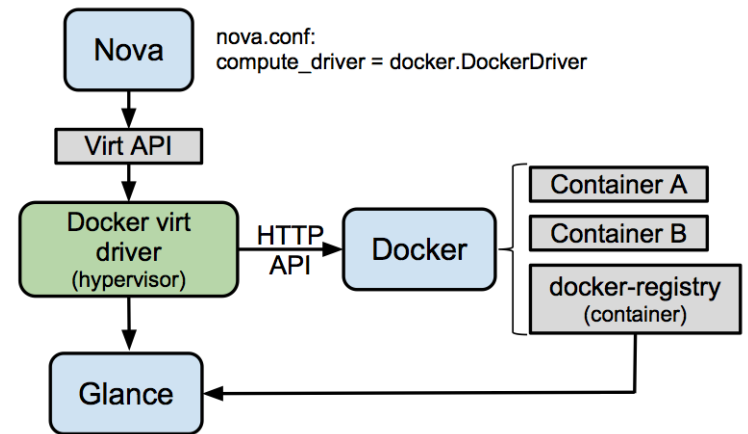 Nova
nova.conf:
compute_driver = docker.DockerDriver
Virt API
Docker virt
driver
(hypervisor)
HTTP
API
Docker
Container A
Container B
docker-registry
(container)
Glance